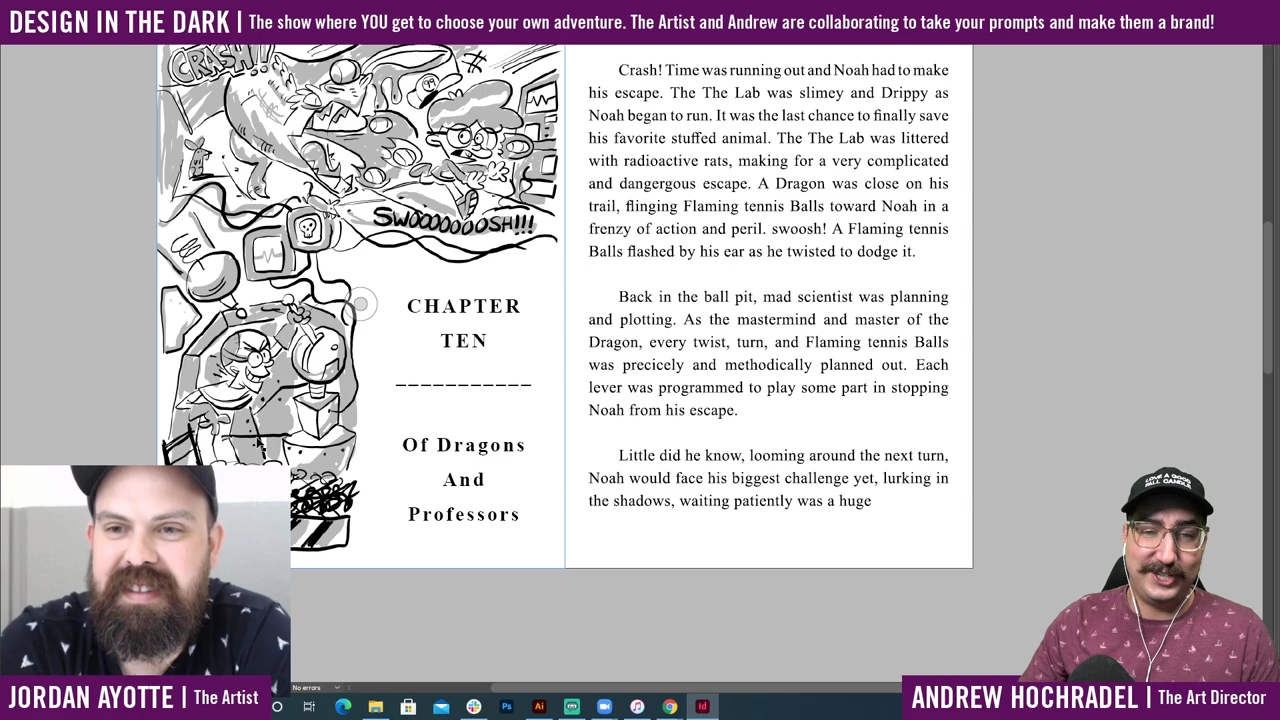 DESIGN IN THE DARK | The show where YOU get to choose your own adventure. The Artist and Andrew are collaborating to take your prompts and make them a brand!
CRASH!!
SWOOOOOOOSH!!!
CHAPTER
TEN
___________
Of Dragons
And
Professors
Crash! Time was running out and Noah had to make
his escape. The The Lab was slimey and Drippy as
Noah began to run. It was the last chance to finally save
his favorite stuffed animal. The The Lab was littered
with radioactive rats, making for a very complicated
and dangergous escape. A Dragon was close on his
trail, flinging Flaming tennis Balls toward Noah in a
frenzy of action and peril. swoosh! A Flaming tennis
Balls flashed by his ear as he twisted to dodge it.
Back in the ball pit, mad scientist was planning
and plotting. As the mastermind and master of the
Dragon, every twist, turn, and Flaming tennis Balls
was precicely and methodically planned out. Each
lever was programmed to play some part in stopping
Noah from his escape.
Little did he know, looming around the next turn,
Noah would face his biggest challenge yet, lurking in
the shadows, waiting patiently was a huge
LOVE A GOOD
FALL CANDLE
No errors
Ps
Ai
Id
JORDAN AYOTTE | The Artist
ANDREW HOCHRADEL | The Art Director